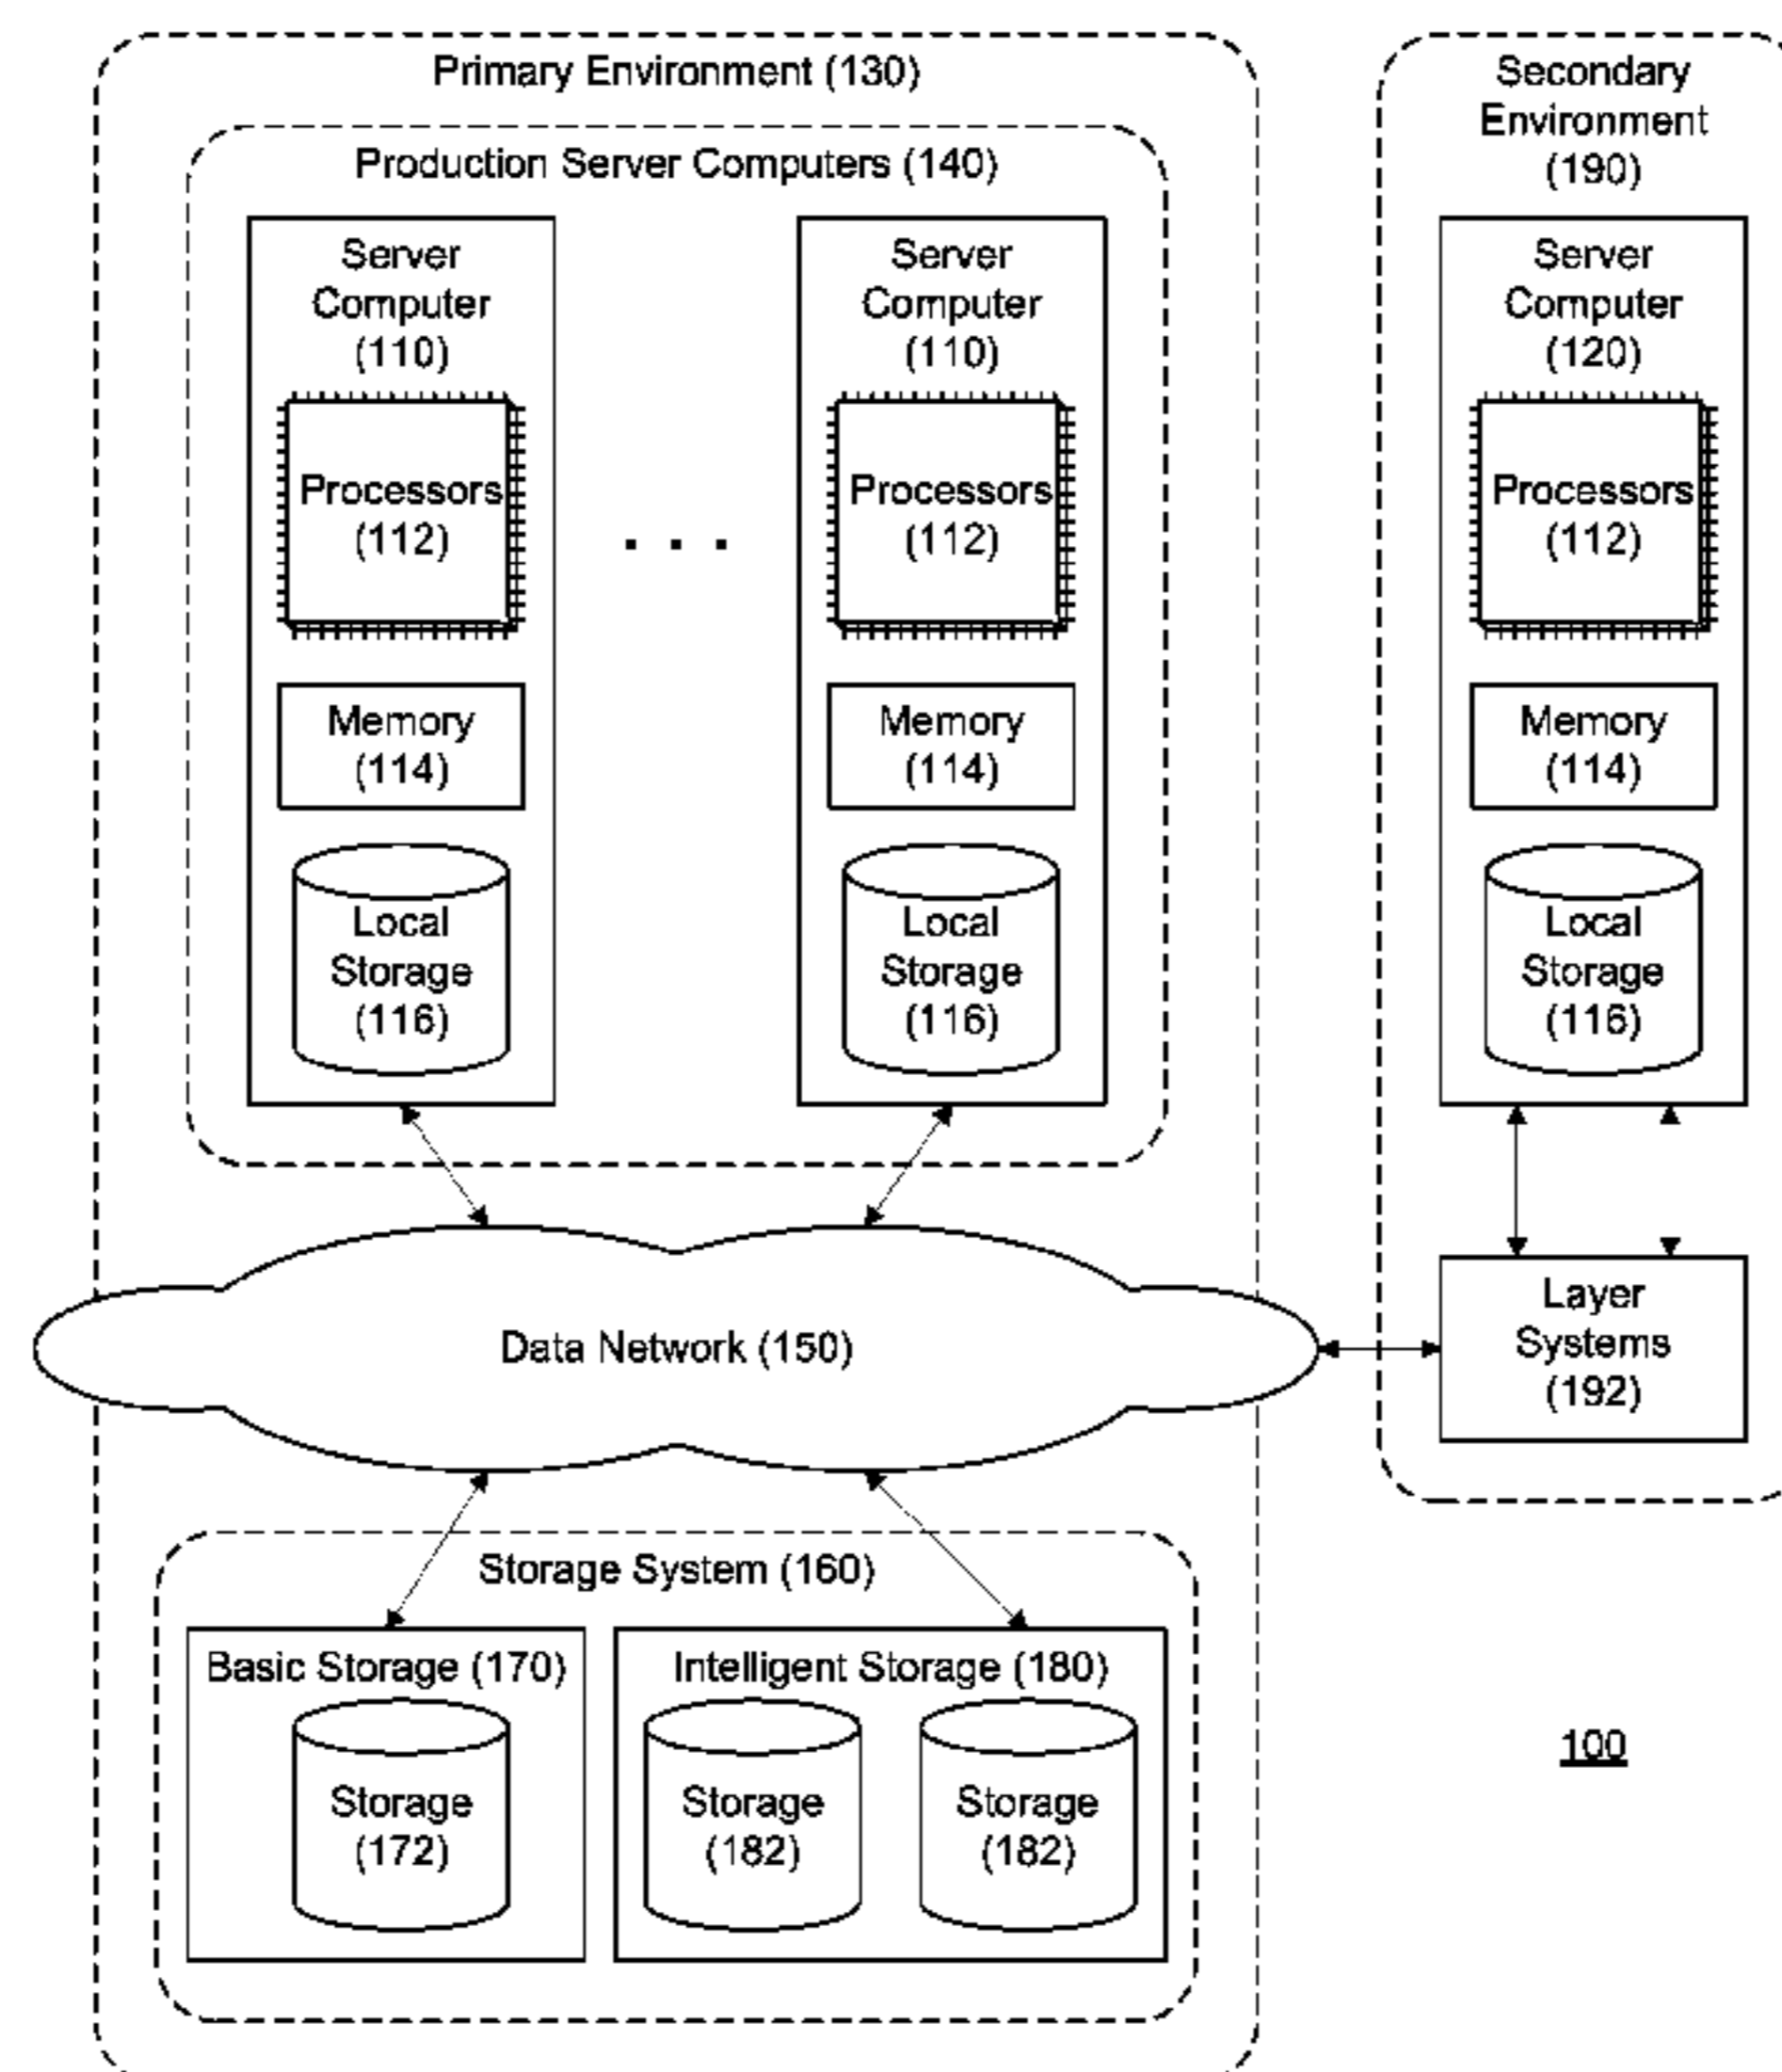 Primary Environment (130)
Production Server Computers (140)
Server
Computer
(110)
Processors
(112)
Memory
(114)
Local
Storage
(116)
. . .
Server
Computer
(110)
Processors
(112)
Memory
(114)
Local
Storage
(116)
Secondary
Environment
(190)
Server
Computer
(120)
Processors
(112)
Memory
(114)
Local
Storage
(116)
Data Network (150)
Layer
Systems
(192)
Storage System (160)
Basic Storage (170)
Storage
(172)
Intelligent Storage (180)
Storage
(182)
Storage
(182)
100